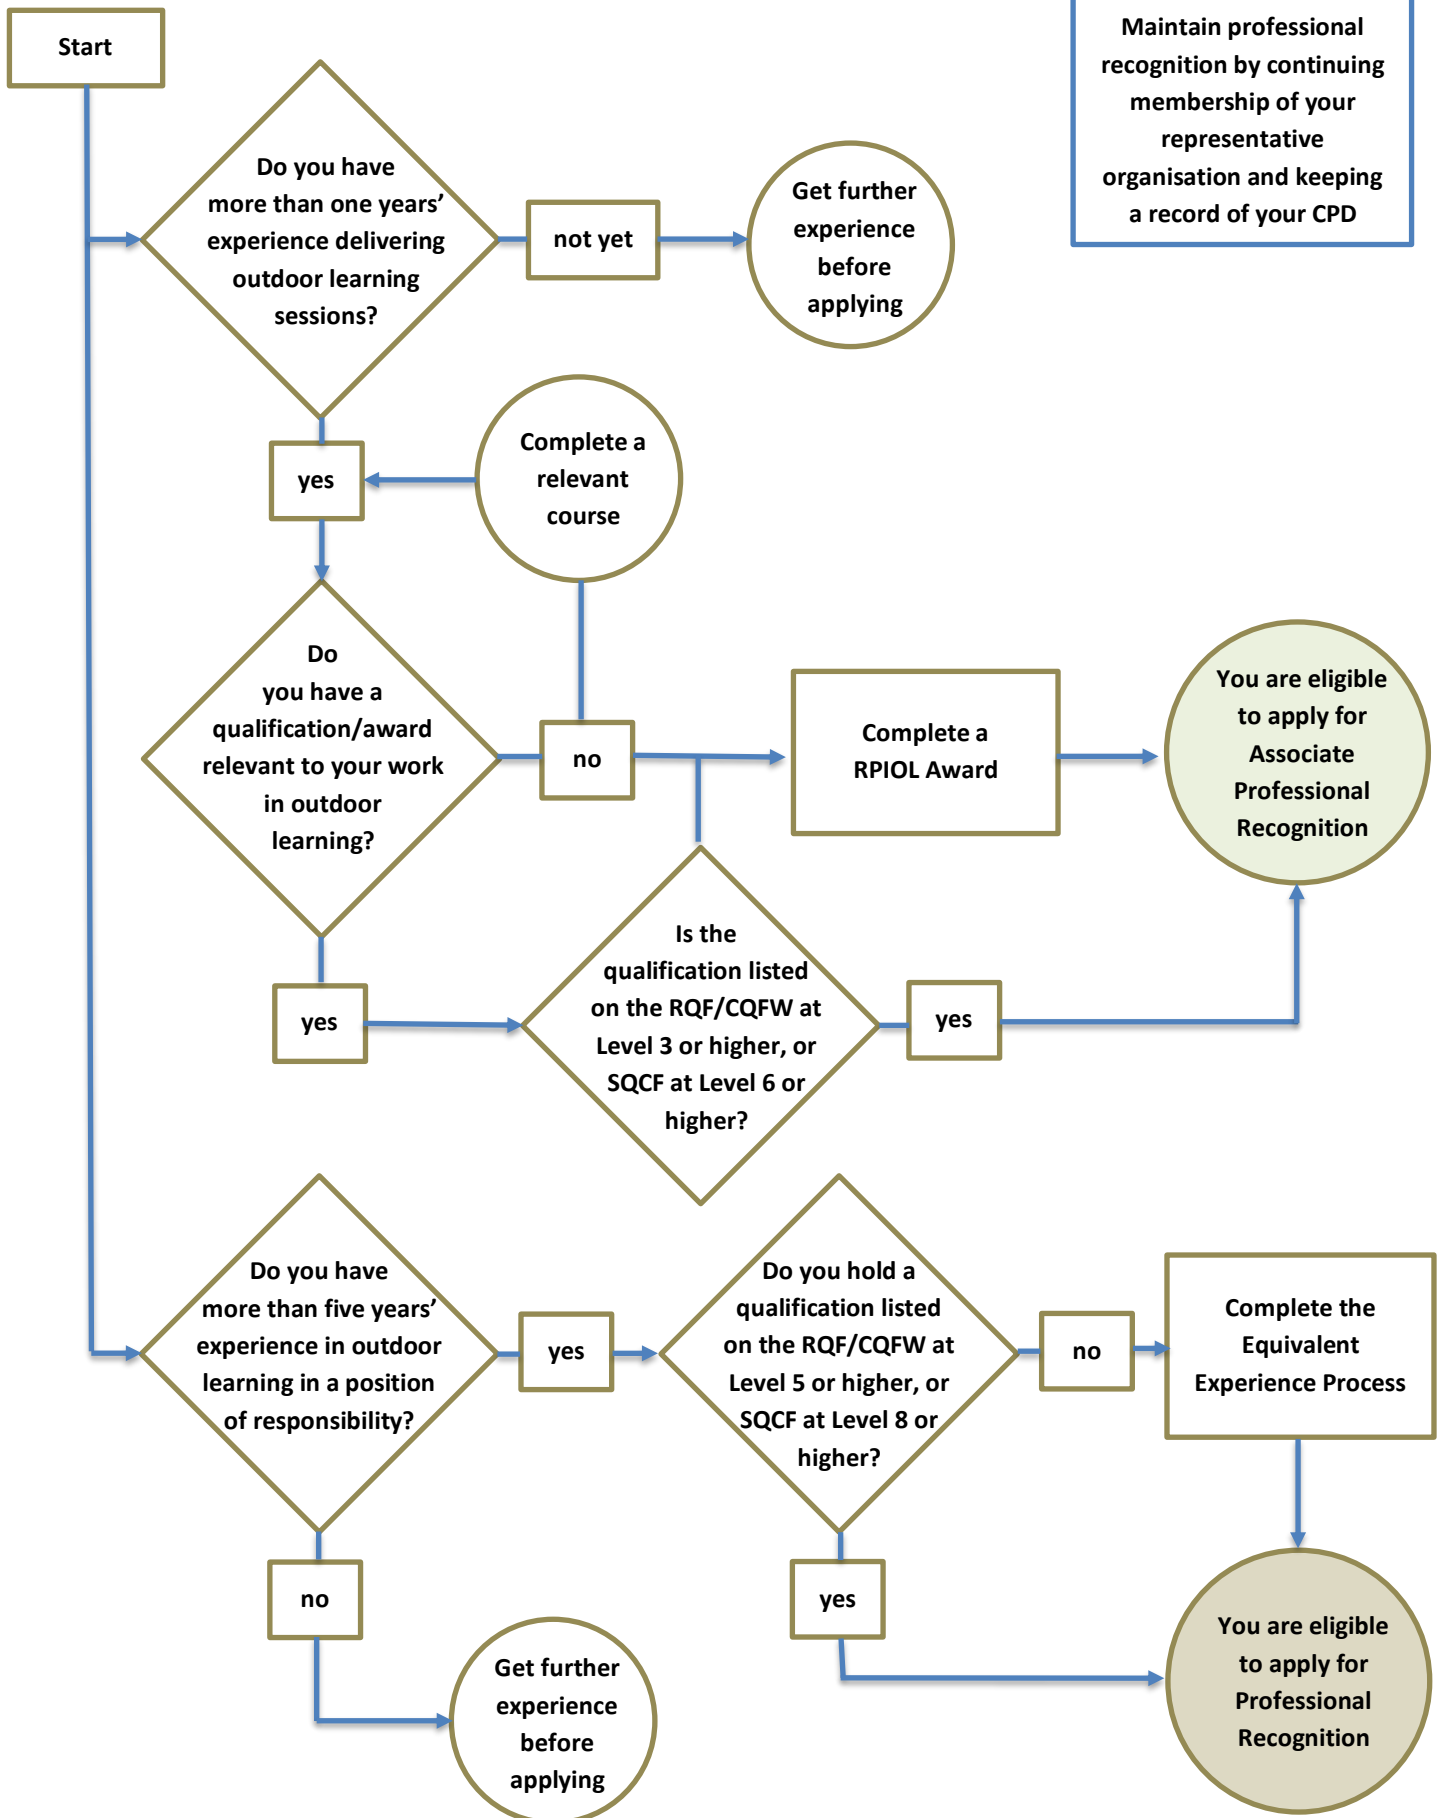 Start
Maintain professional
recognition by continuing
membership of your
representative
organisation and keeping
a record of your CPD
Do you have
more than one years’
experience delivering
outdoor learning
sessions?
not yet
Get further
experience
before
applying
yes
Complete a
relevant
course
Do
you have a
qualification/award
relevant to your work
in outdoor
learning?
no
Complete a
RPIOL Award
You are eligible
to apply for
Associate
Professional
Recognition
yes
Is the
qualification listed
on the RQF/CQFW at
Level 3 or higher, or
SQCF at Level 6 or
higher?
yes
Do you have
more than five years’
experience in outdoor
learning in a position
of responsibility?
yes
Do you hold a
qualification listed
on the RQF/CQFW at
Level 5 or higher, or
SQCF at Level 8 or
higher?
no
Complete the
Equivalent
Experience Process
no
Get further
experience
before
applying
yes
You are eligible
to apply for
Professional
Recognition